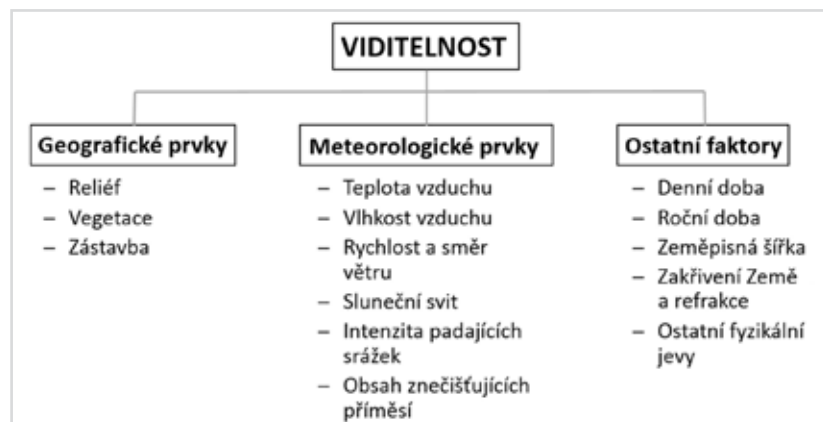 VIDITELNOST
Geografické prvky
– Reliéf
– Vegetace
– Zástavba
Meteorologické prvky
– Teplota vzduchu
– Vlhkost vzduchu
– Rychlost a směr
větru
– Sluneční svit
– Intenzita padajících
srážek
– Obsah znečišťujících
příměsí
Ostatní faktory
– Denní doba
– Roční doba
– Zeměpisná šířka
– Zakřivení Země
a refrakce
– Ostatní fyzikální
jevy